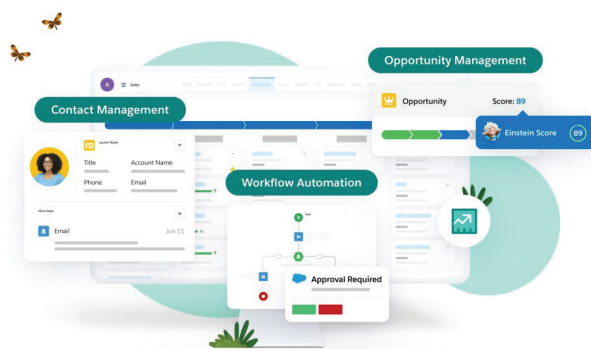 Opportunity Management
A
Sales
Opportunity
Score: 89
Einstein Score
89
Contact Management
Title
Account Name
Phone
Email
Email
Jun 11
Workflow Automation
Approval Required